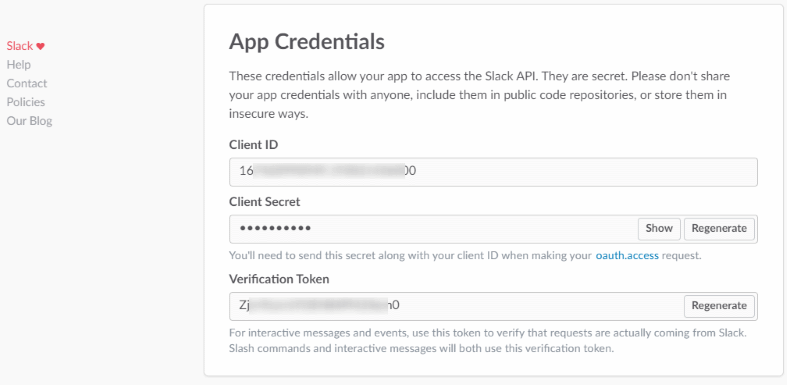 Slack ♥
Help
Contact
Policies
Our Blog
App Credentials
These credentials allow your app to access the Slack API. They are secret. Please don't share
your app credentials with anyone, include them in public code repositories, or store them in
insecure ways.
Client ID
16 00
Client Secret
••••••••••
Show
Regenerate
You'll need to send this secret along with your client ID when making your oauth.access request.
Verification Token
Zj n0
Regenerate
For interactive messages and events, use this token to verify that requests are actually coming from Slack.
Slash commands and interactive messages will both use this verification token.